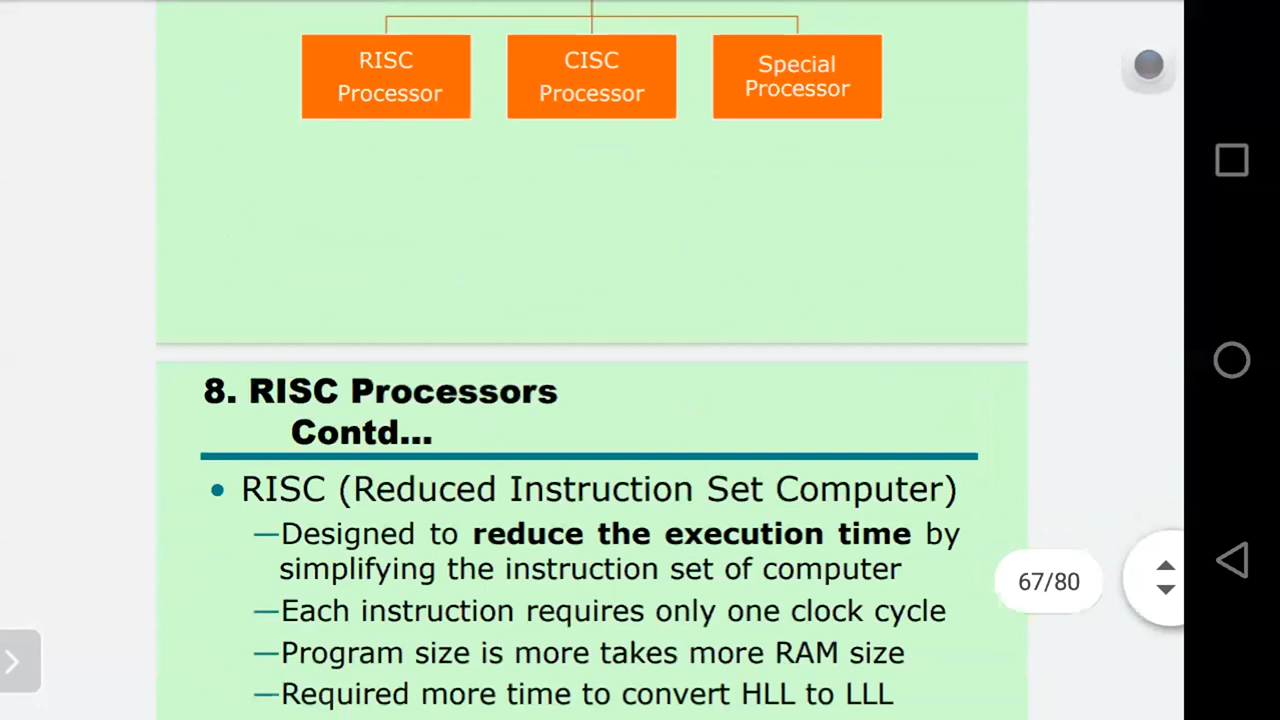 RISC
Processor
CISC
Processor
Special
Processor
8. RISC Processors
Contd...
• RISC (Reduced Instruction Set Computer)
—Designed to reduce the execution time by
simplifying the instruction set of computer
—Each instruction requires only one clock cycle
—Program size is more takes more RAM size
—Required more time to convert HLL to LLL
67/80